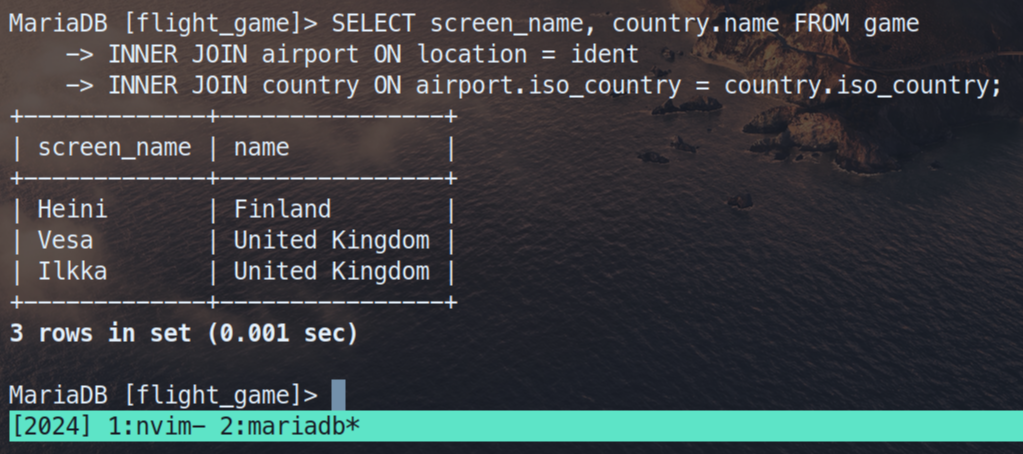 MariaDB [flight_game]> SELECT screen_name, country.name FROM game
    -> INNER JOIN airport ON location = ident
    -> INNER JOIN country ON airport.iso_country = country.iso_country;
+-------------+----------------+
| screen_name | name           |
+-------------+----------------+
| Heini       | Finland        |
| Vesa        | United Kingdom |
| Ilkka       | United Kingdom |
+-------------+----------------+
3 rows in set (0.001 sec)

MariaDB [flight_game]>
[2024] 1:nvim- 2:mariadb*